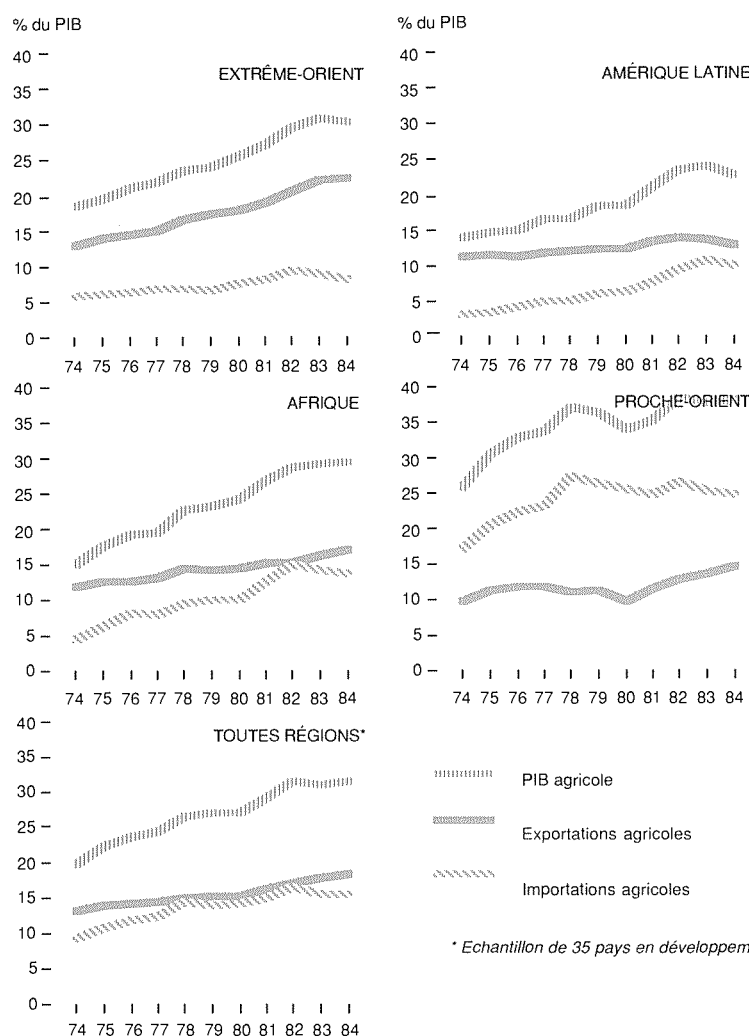 % du PIB
40
EXTRÊME-ORIENT
35
30
25
20
15
10
5
0
74 75 76 77 78 79 80 81 82 83 84
% du PIB
40
AMÉRIQUE LATINE
35
30
25
20
15
10
5
0
74 75 76 77 78 79 80 81 82 83 84
40
AFRIQUE
35
30
25
20
15
10
5
0
74 75 76 77 78 79 80 81 82 83 84
40
PROCHE-ORIENT
35
30
25
20
15
10
5
0
74 75 76 77 78 79 80 81 82 83 84
40
TOUTES RÉGIONS*
35
30
25
20
15
10
5
0
74 75 76 77 78 79 80 81 82 83 84
PIB agricole
Exportations agricoles
Importations agricoles
* Echantillon de 35 pays en développem